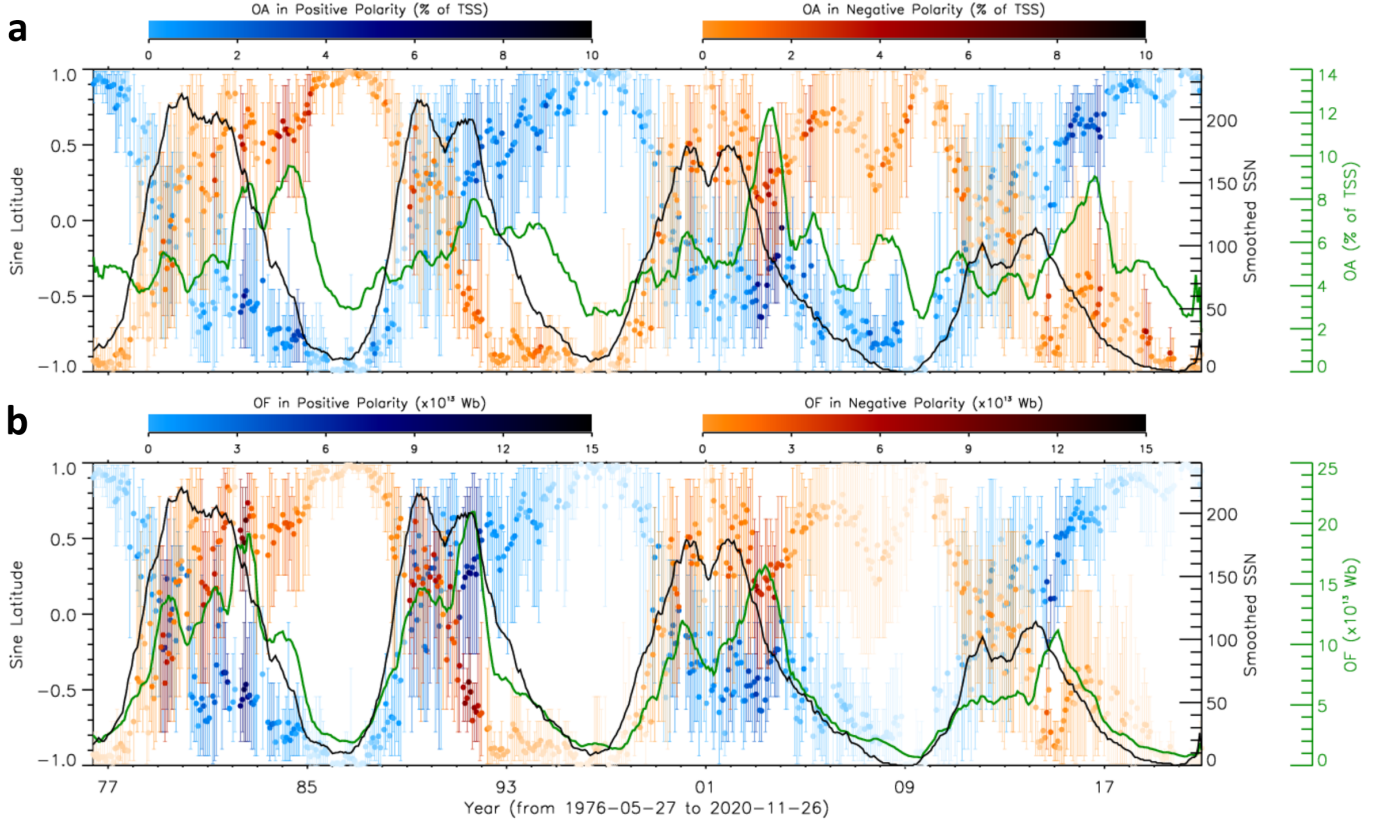 a
OA in Positive Polarity (% of TSS)
OA in Negative Polarity (% of TSS)
0 2 4 6 8 10
0 2 4 6 8 10
1.0
0.5
0.0
−0.5
−1.0
Sine Latitude
200
150
100
50
0
Smoothed SSN
14
12
10
8
6
4
2
0
OA (% of TSS)
b
OF in Positive Polarity (x10¹³ Wb)
OF in Negative Polarity (x10¹³ Wb)
0 3 6 9 12 15
0 3 6 9 12 15
1.0
0.5
0.0
−0.5
−1.0
Sine Latitude
200
150
100
50
0
Smoothed SSN
25
20
15
10
5
0
OF (x10¹³ Wb)
77 85 93 01 09 17
Year (from 1976−05−27 to 2020−11−26)